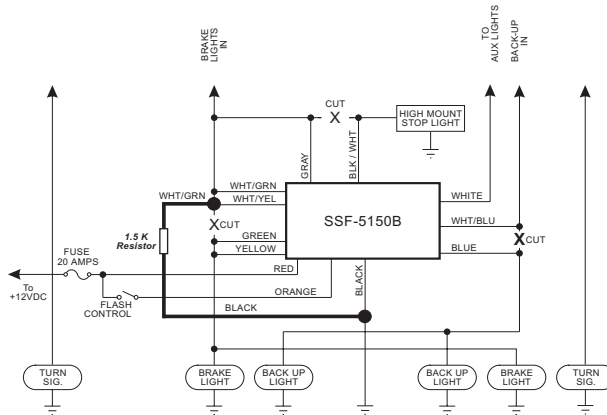 BRAKE
LIGHTS
IN
TO
AUX LIGHTS
BACK-UP
IN
CUT
X
HIGH MOUNT
STOP LIGHT
GRAY
BLK / WHT
WHT/GRN
WHT/GRN
WHT/YEL
WHITE
SSF-5150B
WHT/BLU
XCUT
XCUT
1.5 K
Resistor
GREEN
YELLOW
BLUE
FUSE
20 AMPS
RED
BLACK
To
+12VDC
ORANGE
FLASH
CONTROL
BLACK
TURN
SIG.
BRAKE
LIGHT
BACK UP
LIGHT
BACK UP
LIGHT
BRAKE
LIGHT
TURN
SIG.